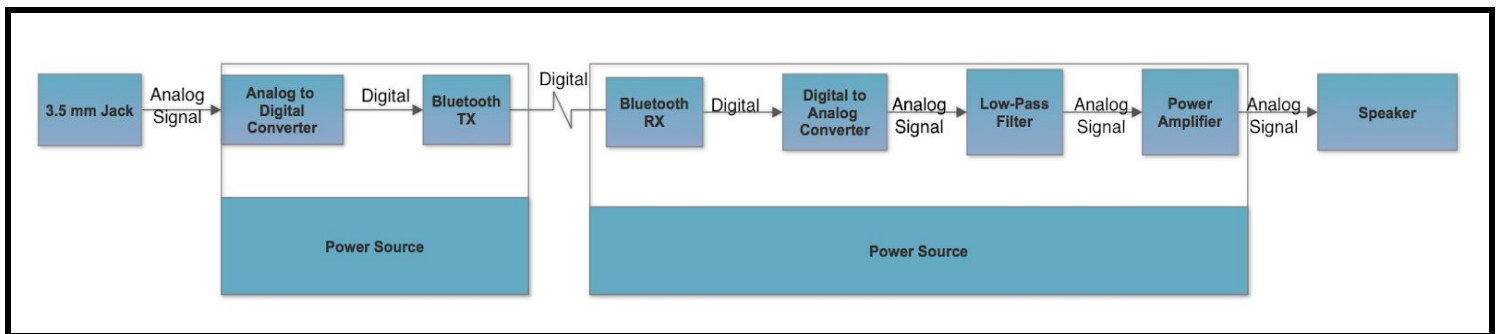 3.5 mm Jack
Analog
Signal
Analog to
Digital
Converter
Digital
Bluetooth
TX
Digital
Bluetooth
RX
Digital
Digital to
Analog
Converter
Analog
Signal
Low-Pass
Filter
Analog
Signal
Power
Amplifier
Analog
Signal
Speaker
Power Source
Power Source